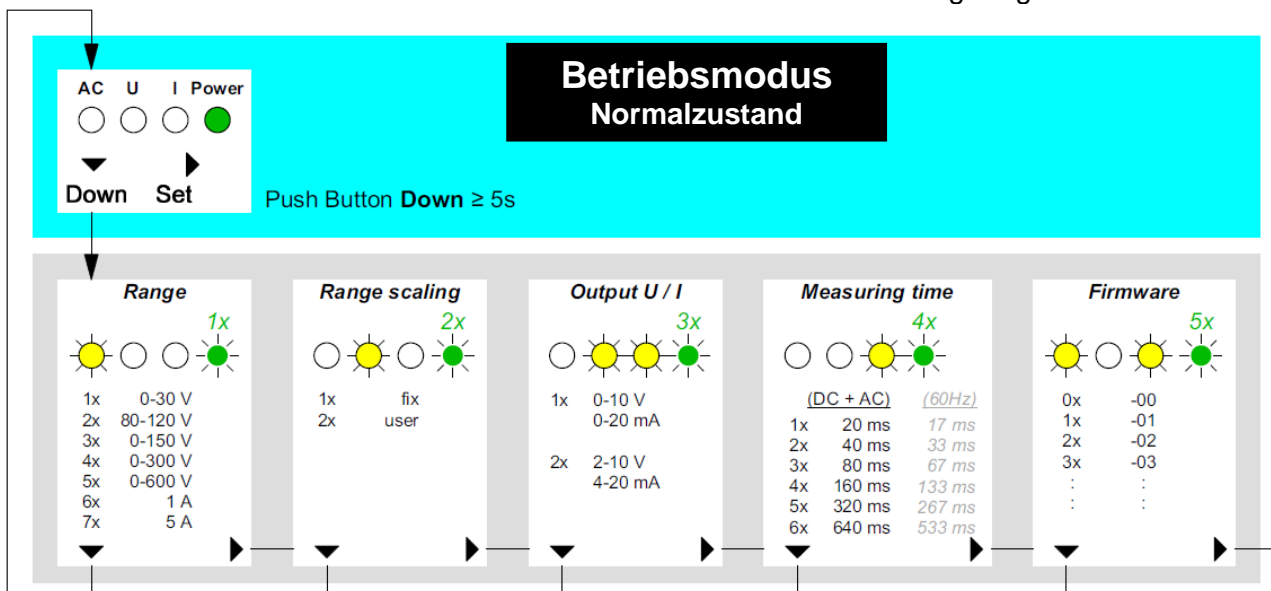 Betriebsmodus
Normalzustand
AC U I Power
Down Set
Push Button Down ≥ 5s
Range
1x
1x 0-30 V
2x 80-120 V
3x 0-150 V
4x 0-300 V
5x 0-600 V
6x 1 A
7x 5 A
Range scaling
2x
1x fix
2x user
Output U / I
3x
1x 0-10 V
0-20 mA
2x 2-10 V
4-20 mA
Measuring time
4x
(DC + AC) (60Hz)
1x 20 ms 17 ms
2x 40 ms 33 ms
3x 80 ms 67 ms
4x 160 ms 133 ms
5x 320 ms 267 ms
6x 640 ms 533 ms
Firmware
5x
0x -00
1x -01
2x -02
3x -03
: :
: :